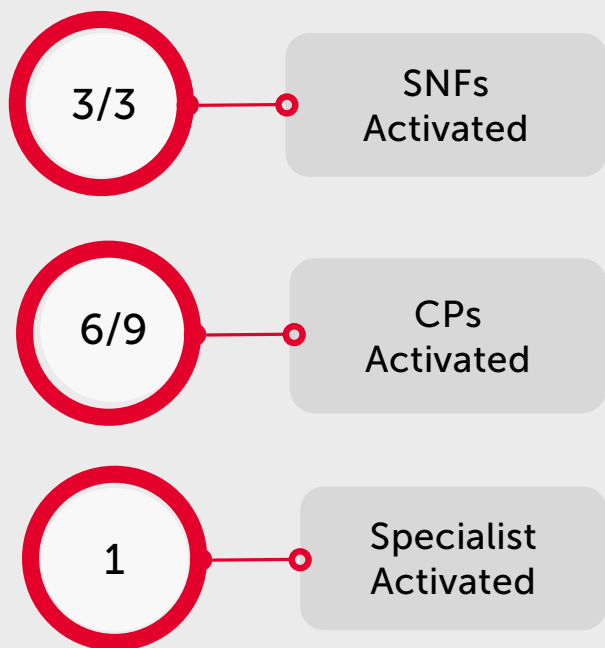 3/3
SNFs
Activated
6/9
CPs
Activated
1
Specialist
Activated